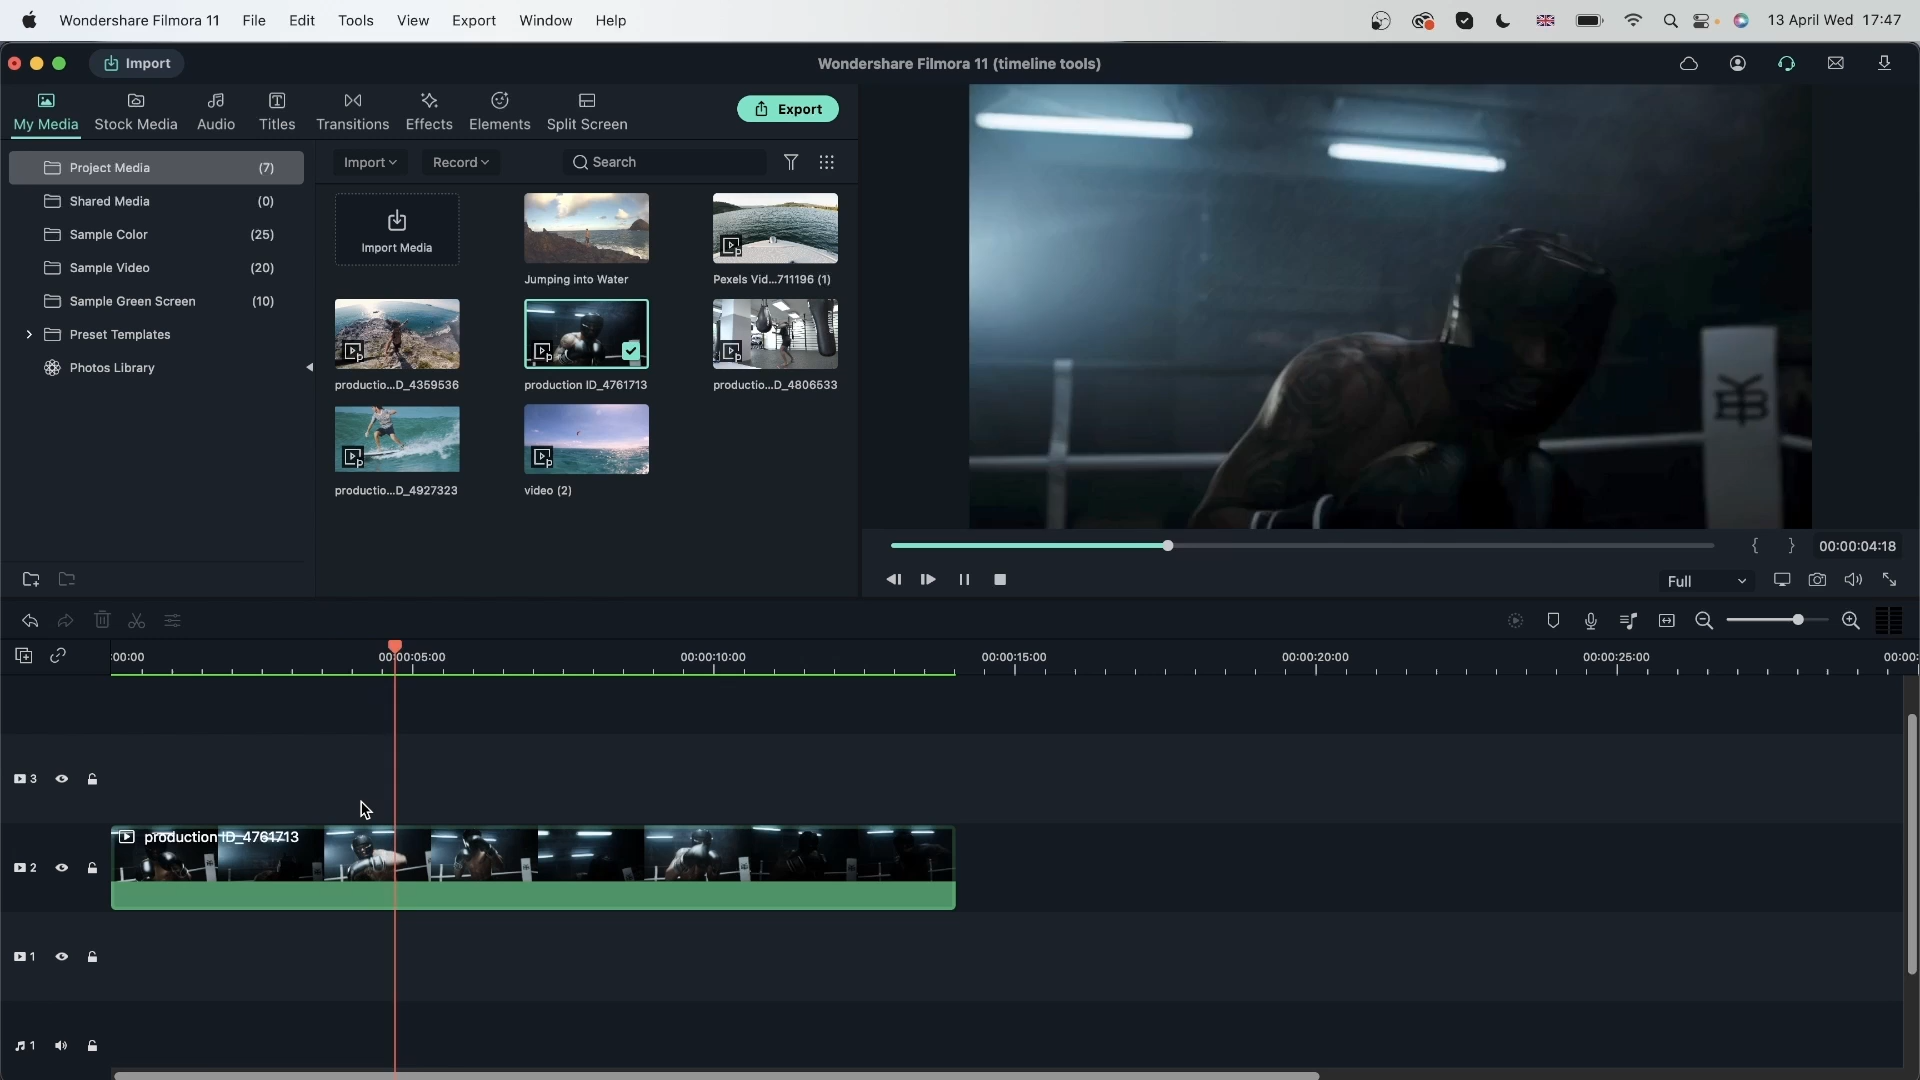 Wondershare Filmora 11 File Edit Tools View Export Window Help 13 April Wed 17:47
Import Wondershare Filmora 11 (timeline tools)
My Media Stock Media Audio Titles Transitions Effects Elements Split Screen Export
Project Media (7)
Shared Media (0)
Sample Color (25)
Sample Video (20)
Sample Green Screen (10)
Preset Templates
Photos Library
Import Record Search
Import Media
Jumping into Water
Pexels Vid...711196 (1)
productio...D_4359536
production ID_4761713
productio...D_4806533
productio...D_4927323
video (2)
{ } 00:00:04:18
Full
:00:00 00:00:05:00 00:00:10:00 00:00:15:00 00:00:20:00 00:00:25:00 00:00:
3
production ID_4761713
2
1
1